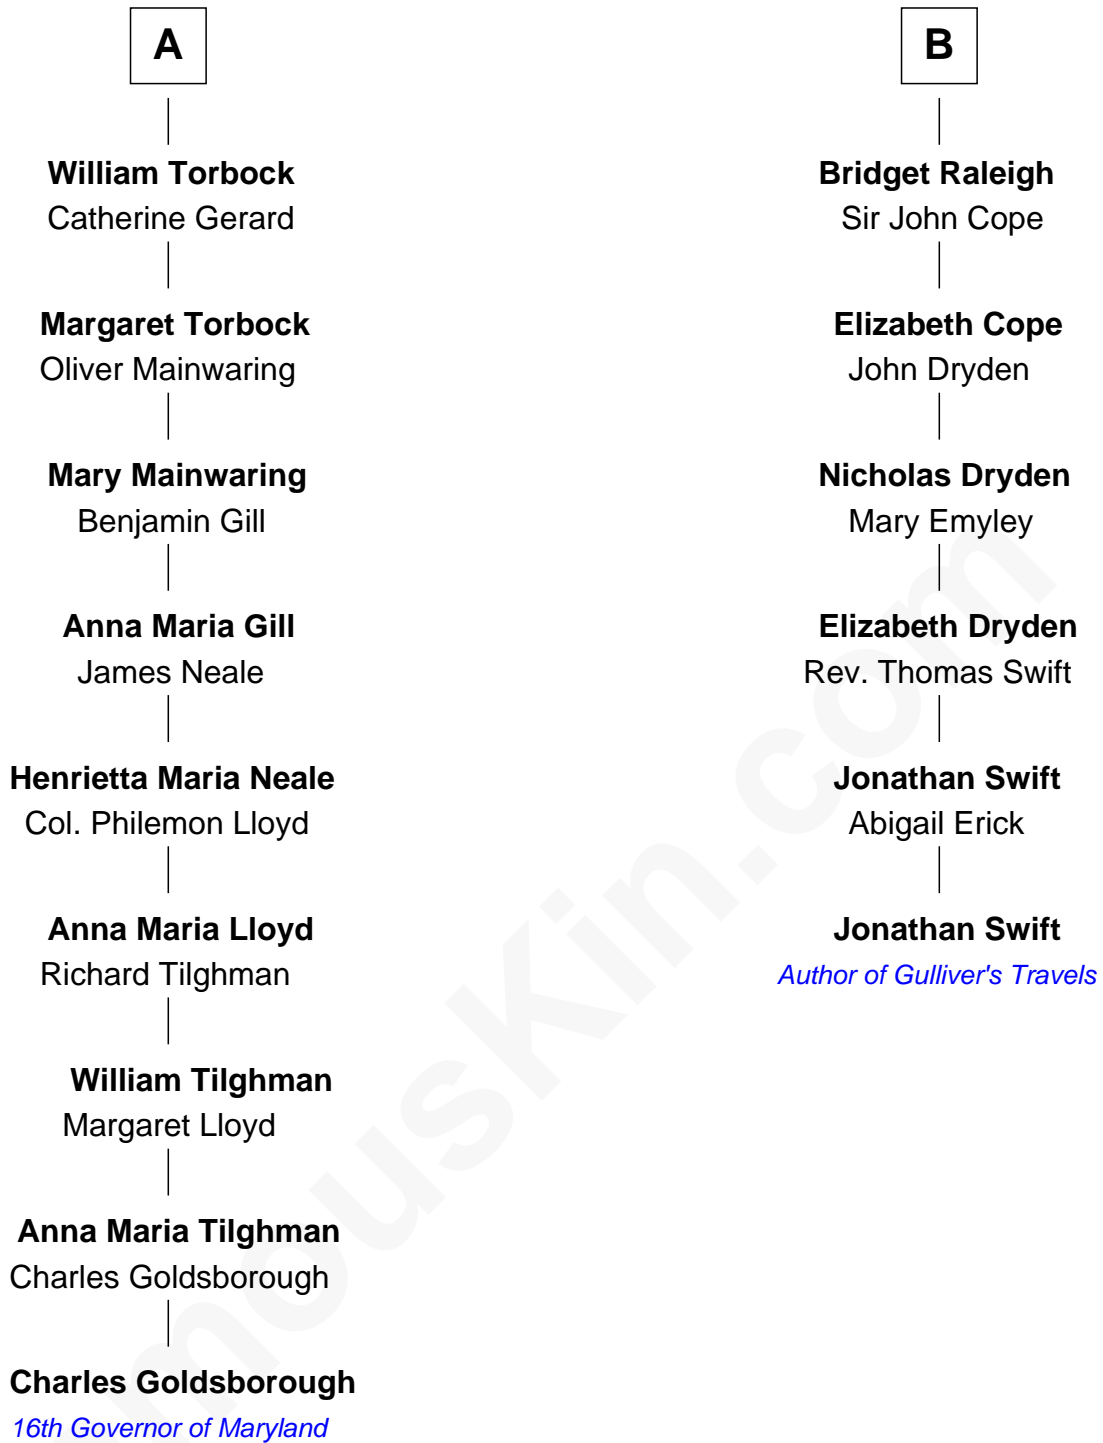 A
William Torbock
Catherine Gerard
Margaret Torbock
Oliver Mainwaring
Mary Mainwaring
Benjamin Gill
Anna Maria Gill
James Neale
Henrietta Maria Neale
Col. Philemon Lloyd
Anna Maria Lloyd
Richard Tilghman
William Tilghman
Margaret Lloyd
Anna Maria Tilghman
Charles Goldsborough
Charles Goldsborough
16th Governor of Maryland
B
Bridget Raleigh
Sir John Cope
Elizabeth Cope
John Dryden
Nicholas Dryden
Mary Emyley
Elizabeth Dryden
Rev. Thomas Swift
Jonathan Swift
Abigail Erick
Jonathan Swift
Author of Gulliver's Travels
mouskin.com